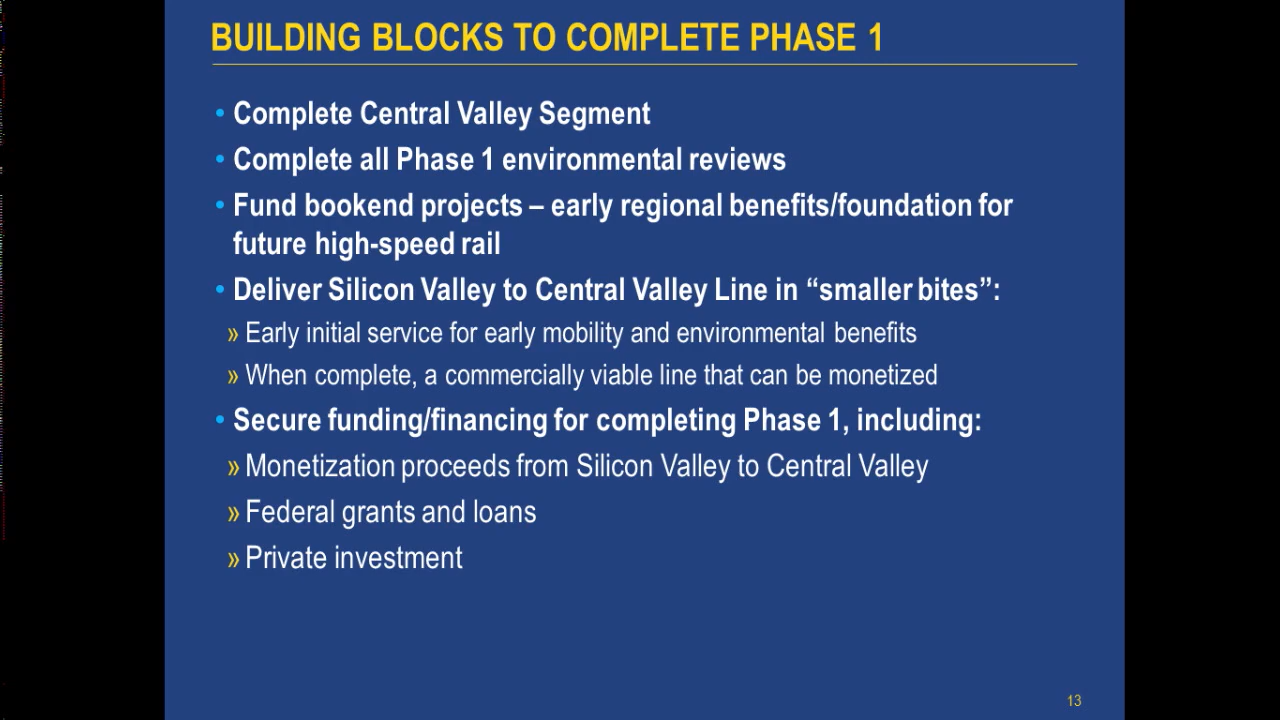 BUILDING BLOCKS TO COMPLETE PHASE 1
• Complete Central Valley Segment
• Complete all Phase 1 environmental reviews
• Fund bookend projects – early regional benefits/foundation for
future high-speed rail
• Deliver Silicon Valley to Central Valley Line in “smaller bites”:
» Early initial service for early mobility and environmental benefits
» When complete, a commercially viable line that can be monetized
• Secure funding/financing for completing Phase 1, including:
» Monetization proceeds from Silicon Valley to Central Valley
» Federal grants and loans
» Private investment
13